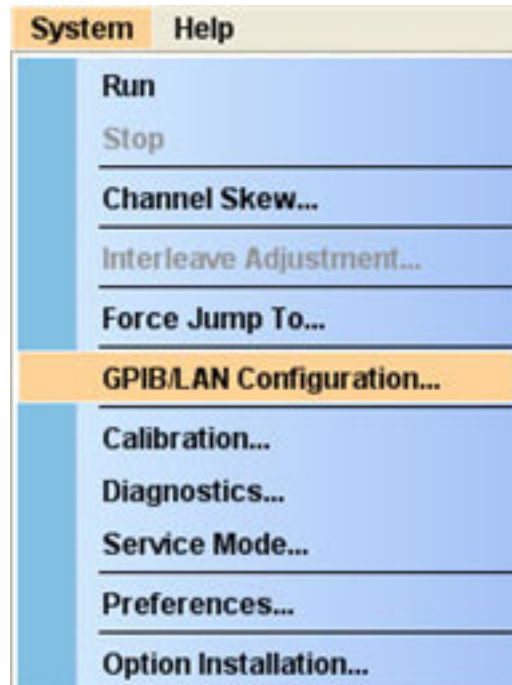 System Help
Run
Stop
Channel Skew...
Interleave Adjustment...
Force Jump To...
GPIB/LAN Configuration...
Calibration...
Diagnostics...
Service Mode...
Preferences...
Option Installation...